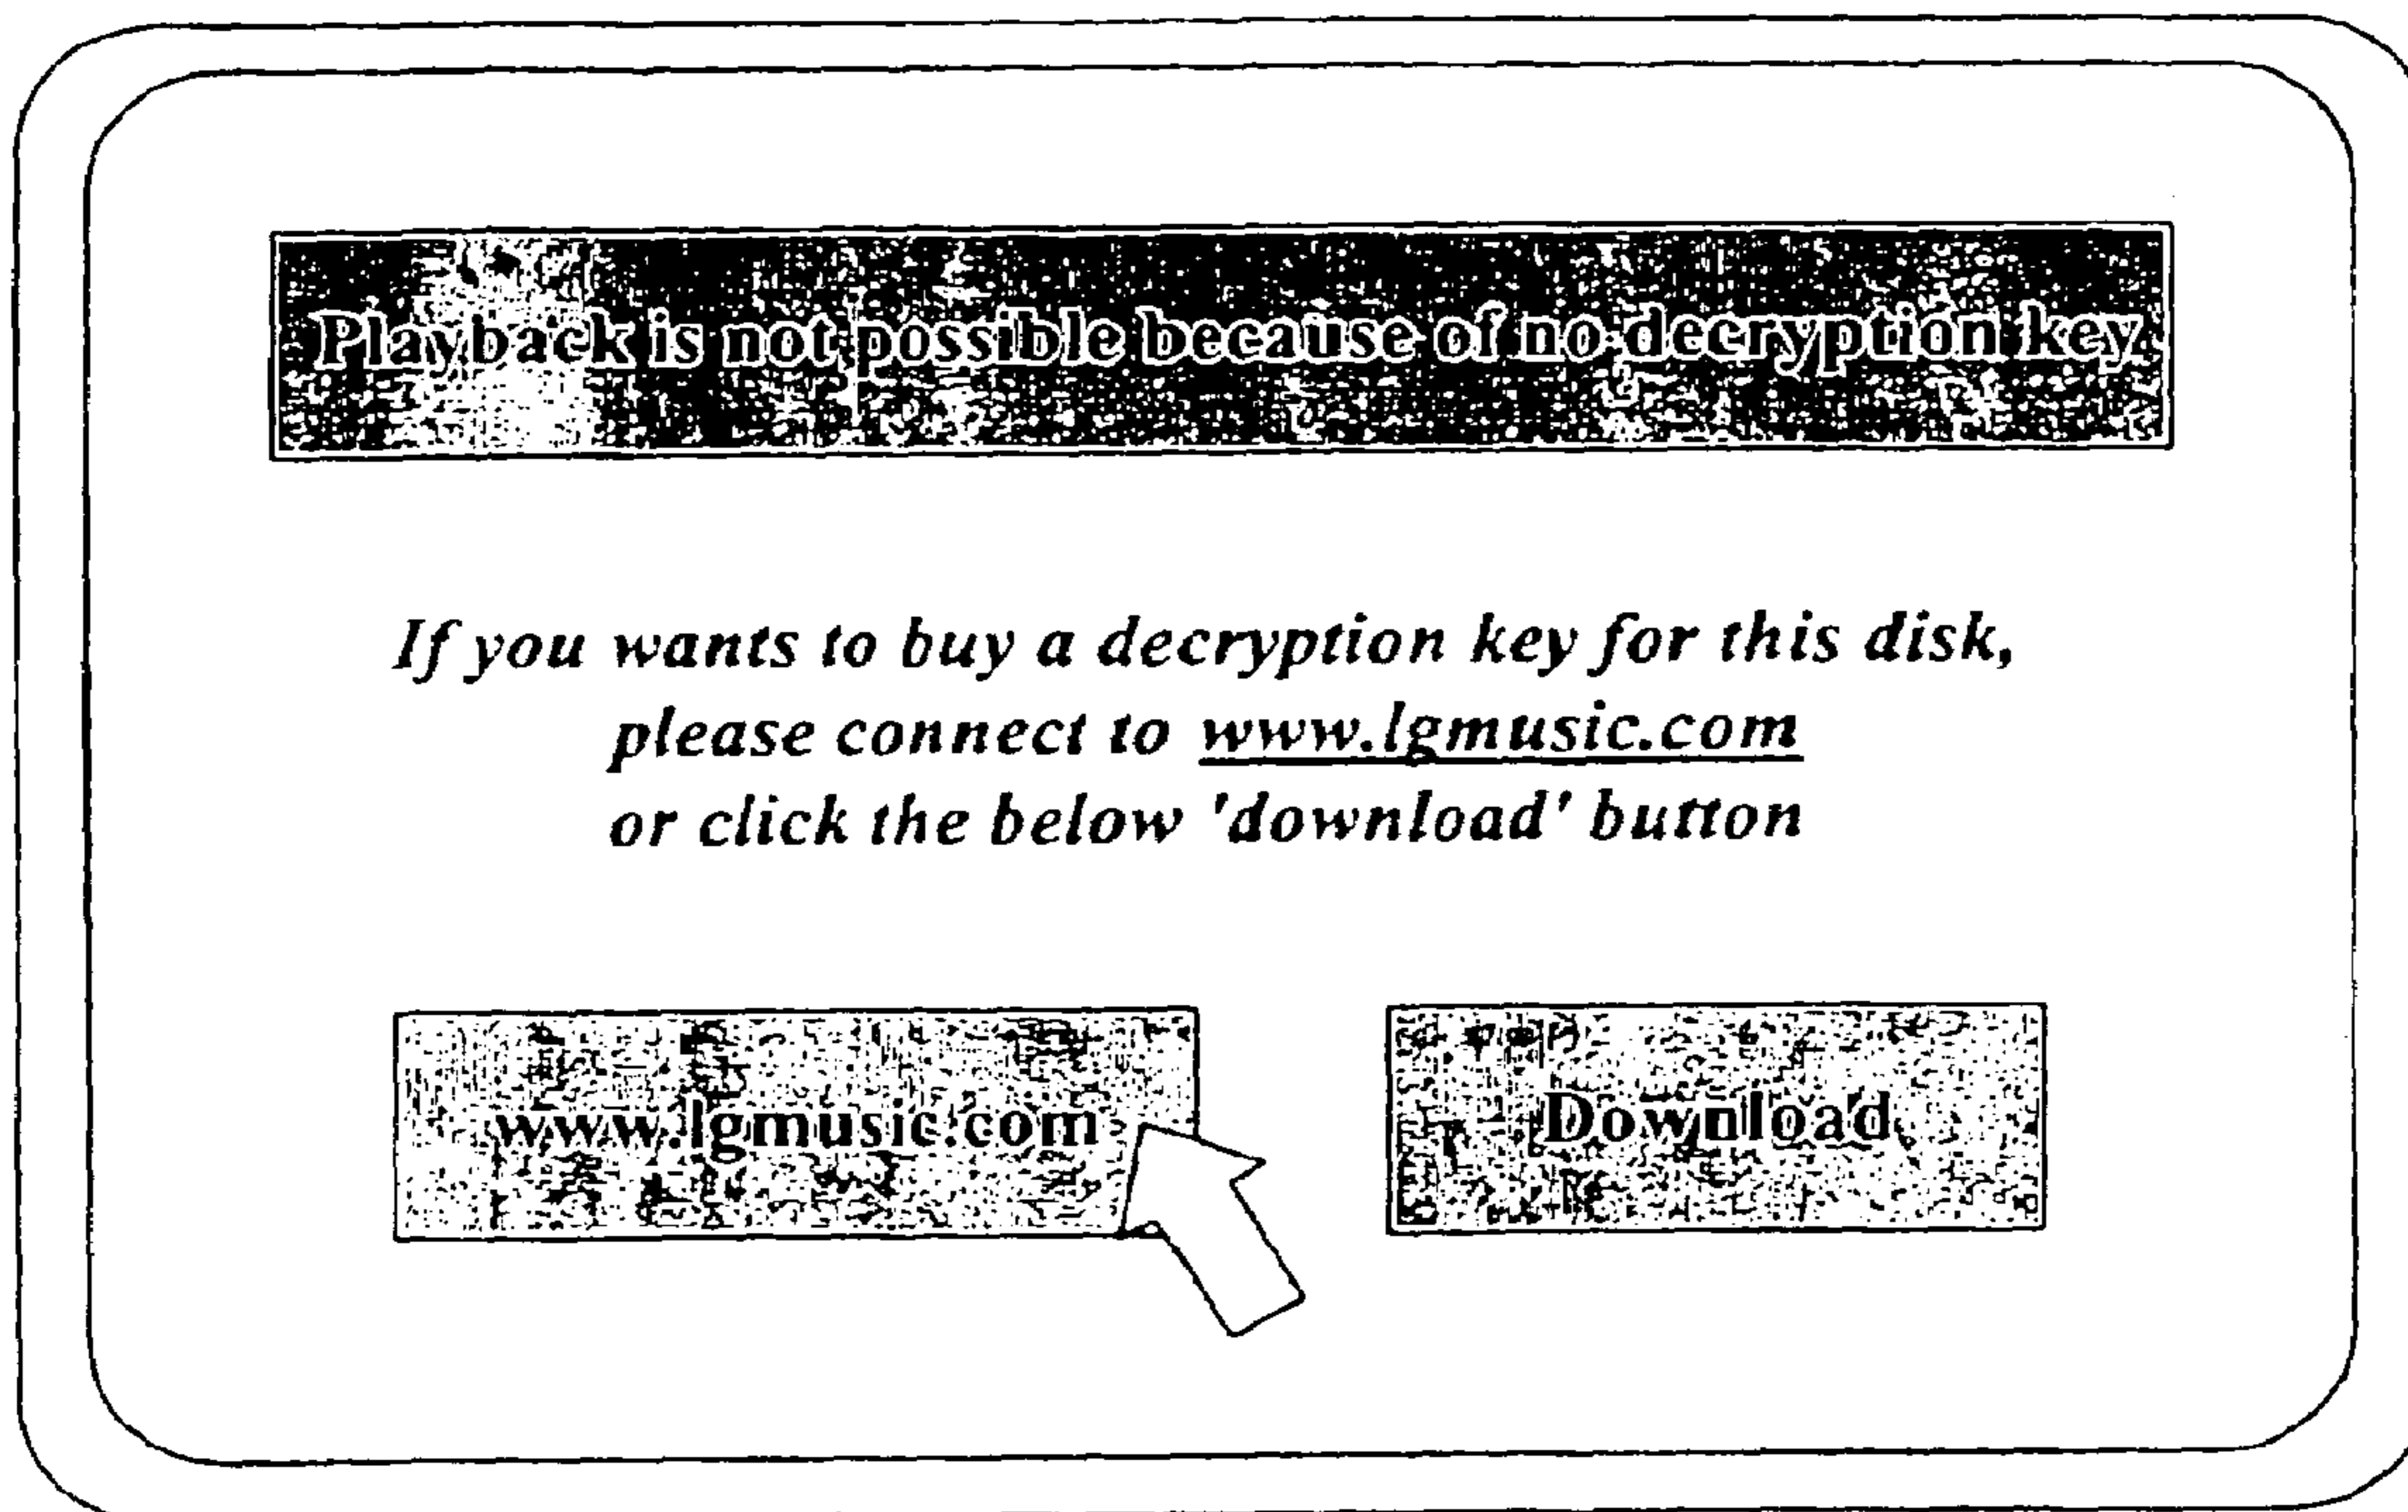 Playback is not possible because of no decryption key
If you wants to buy a decryption key for this disk,
please connect to www.lgmusic.com
or click the below 'download' button
www.lgmusic.com
Download